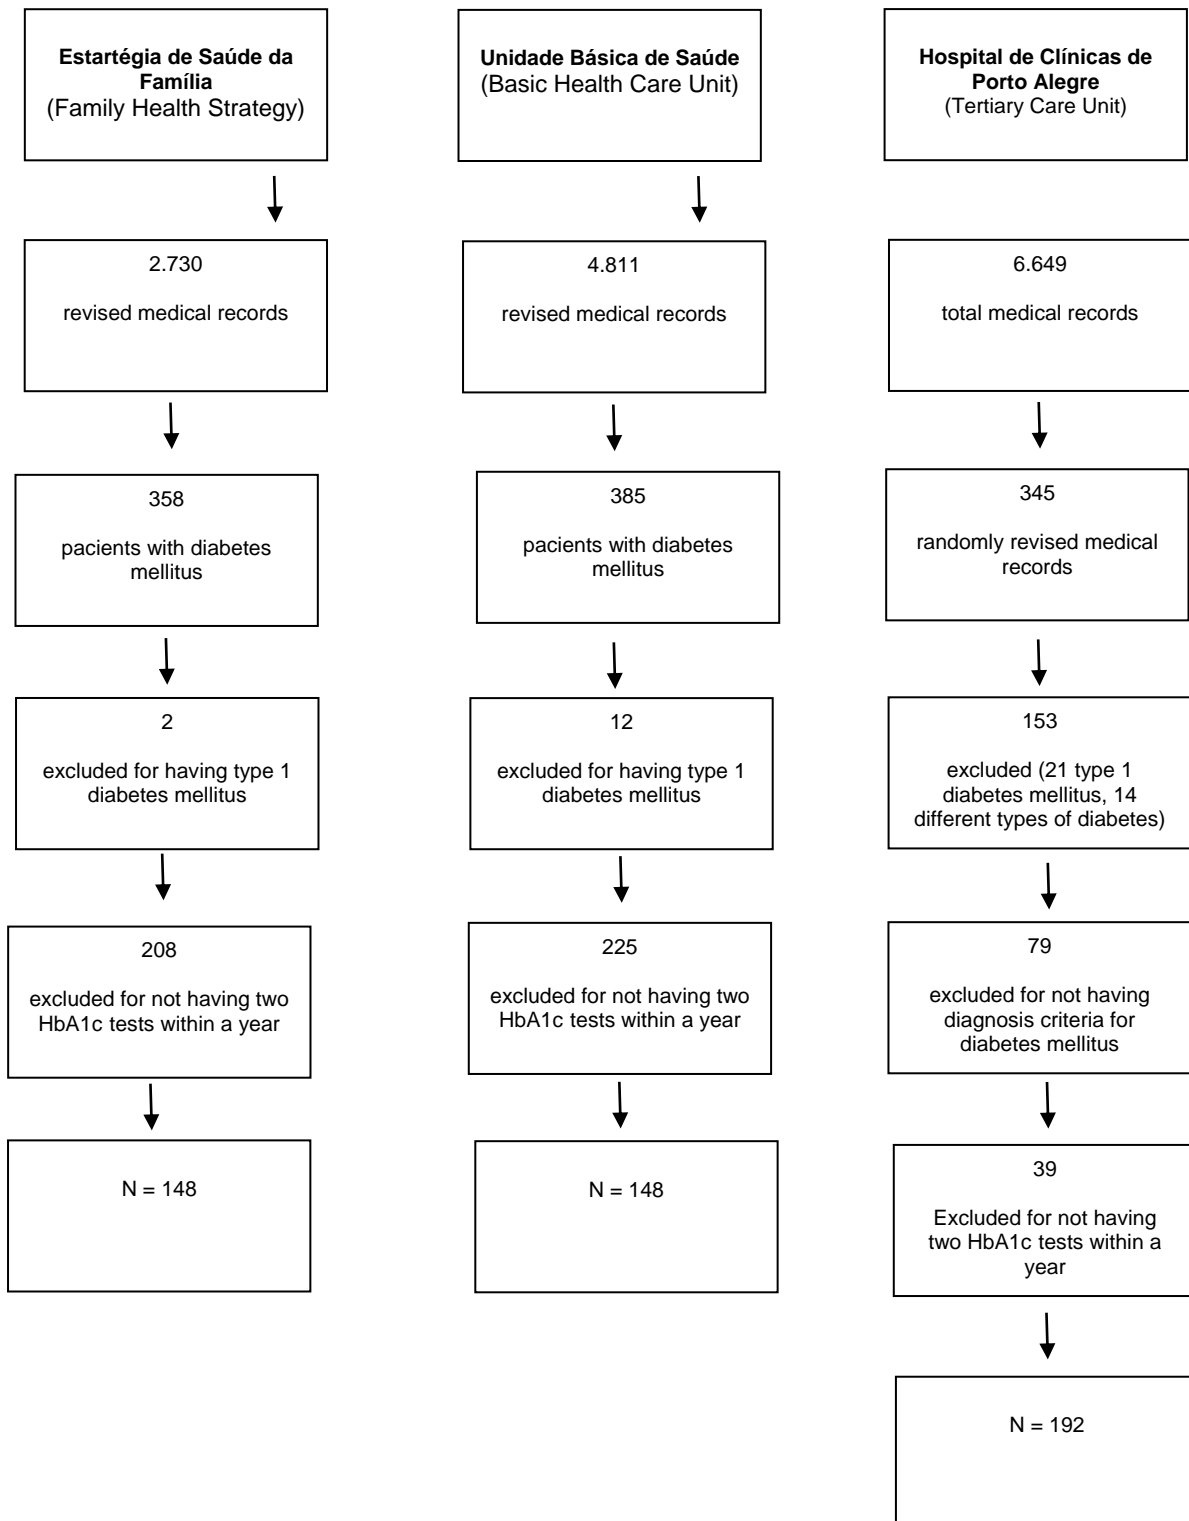 Estartégia de Saúde da
Família
(Family Health Strategy)
Unidade Básica de Saúde
(Basic Health Care Unit)
Hospital de Clínicas de
Porto Alegre
(Tertiary Care Unit)
2.730
revised medical records
4.811
revised medical records
6.649
total medical records
358
pacients with diabetes
mellitus
385
pacients with diabetes
mellitus
345
randomly revised medical
records
2
excluded for having type 1
diabetes mellitus
12
excluded for having type 1
diabetes mellitus
153
excluded (21 type 1
diabetes mellitus, 14
different types of diabetes)
208
excluded for not having two
HbA1c tests within a year
225
excluded for not having two
HbA1c tests within a year
79
excluded for not having
diagnosis criteria for
diabetes mellitus
N = 148
N = 148
39
Excluded for not having
two HbA1c tests within a
year
N = 192